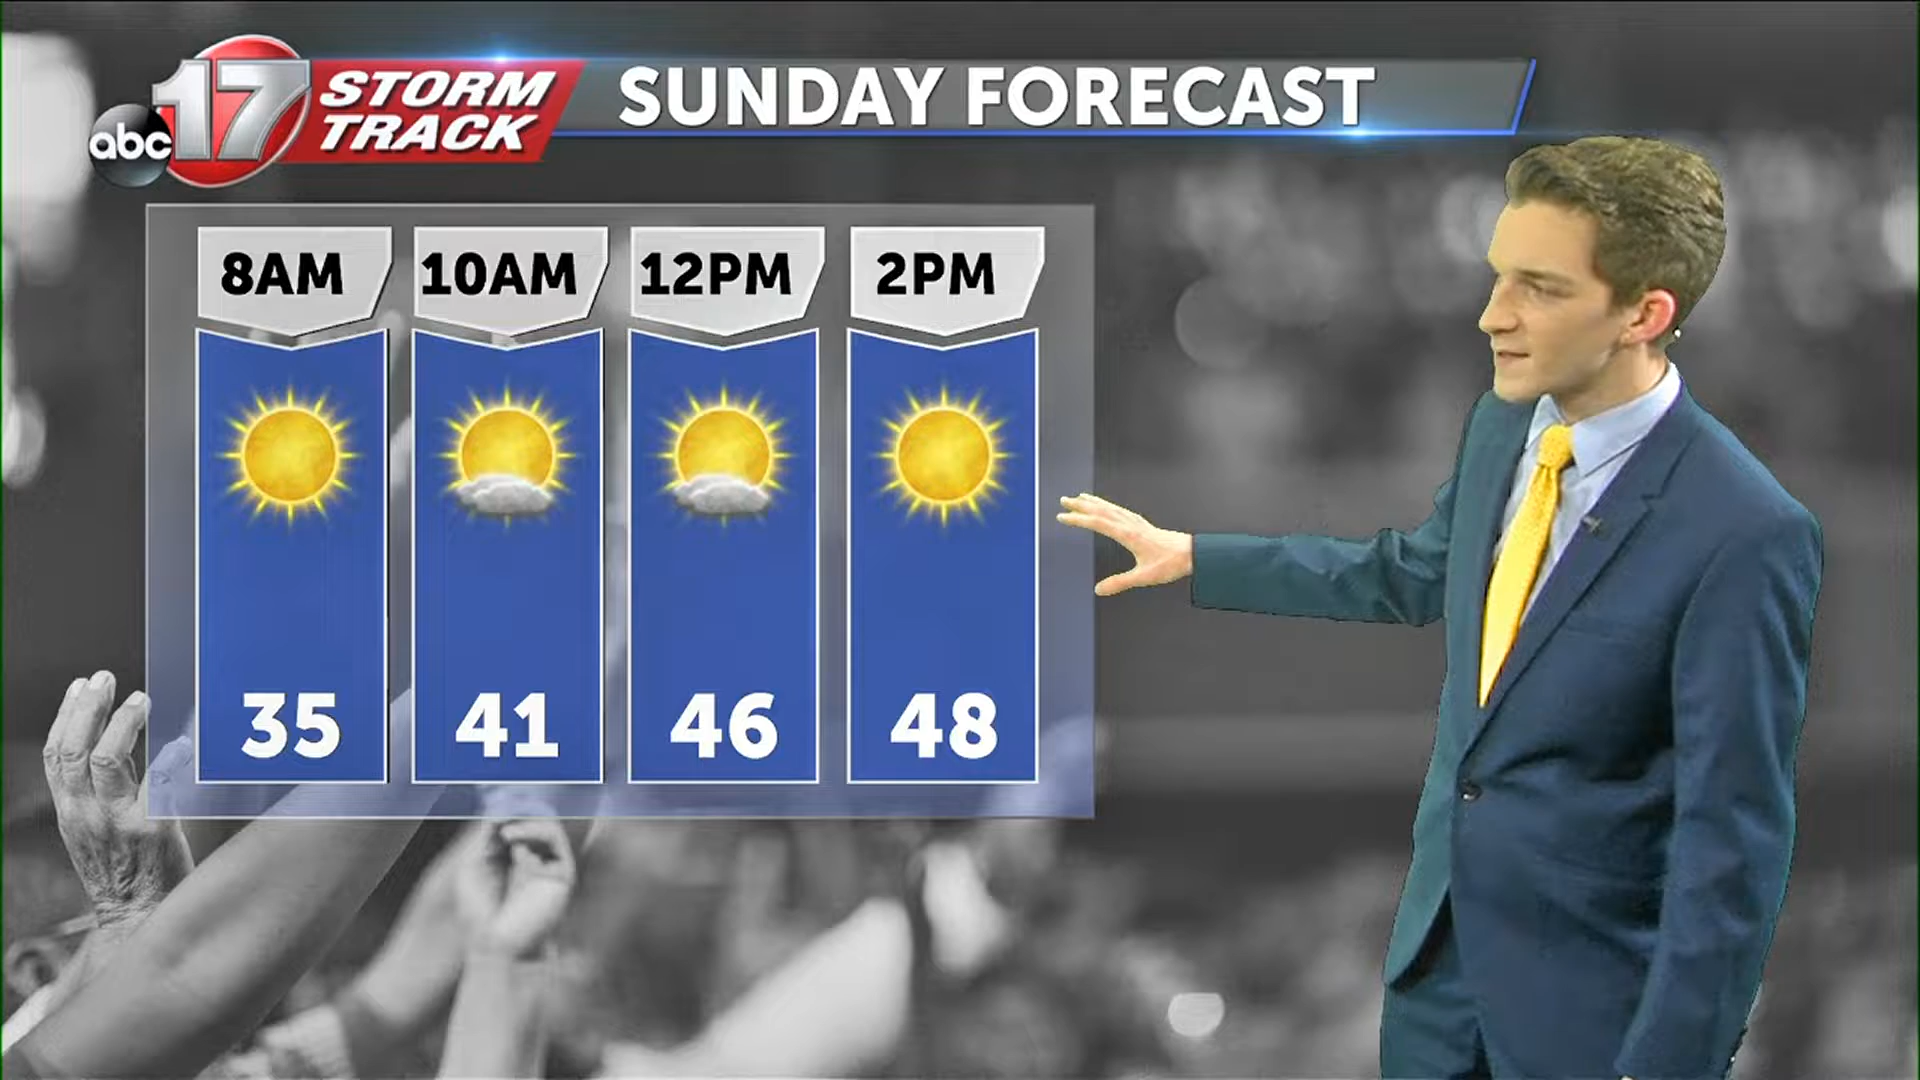 abc 17 STORM TRACK
SUNDAY FORECAST
8AM 10AM 12PM 2PM
35 41 46 48